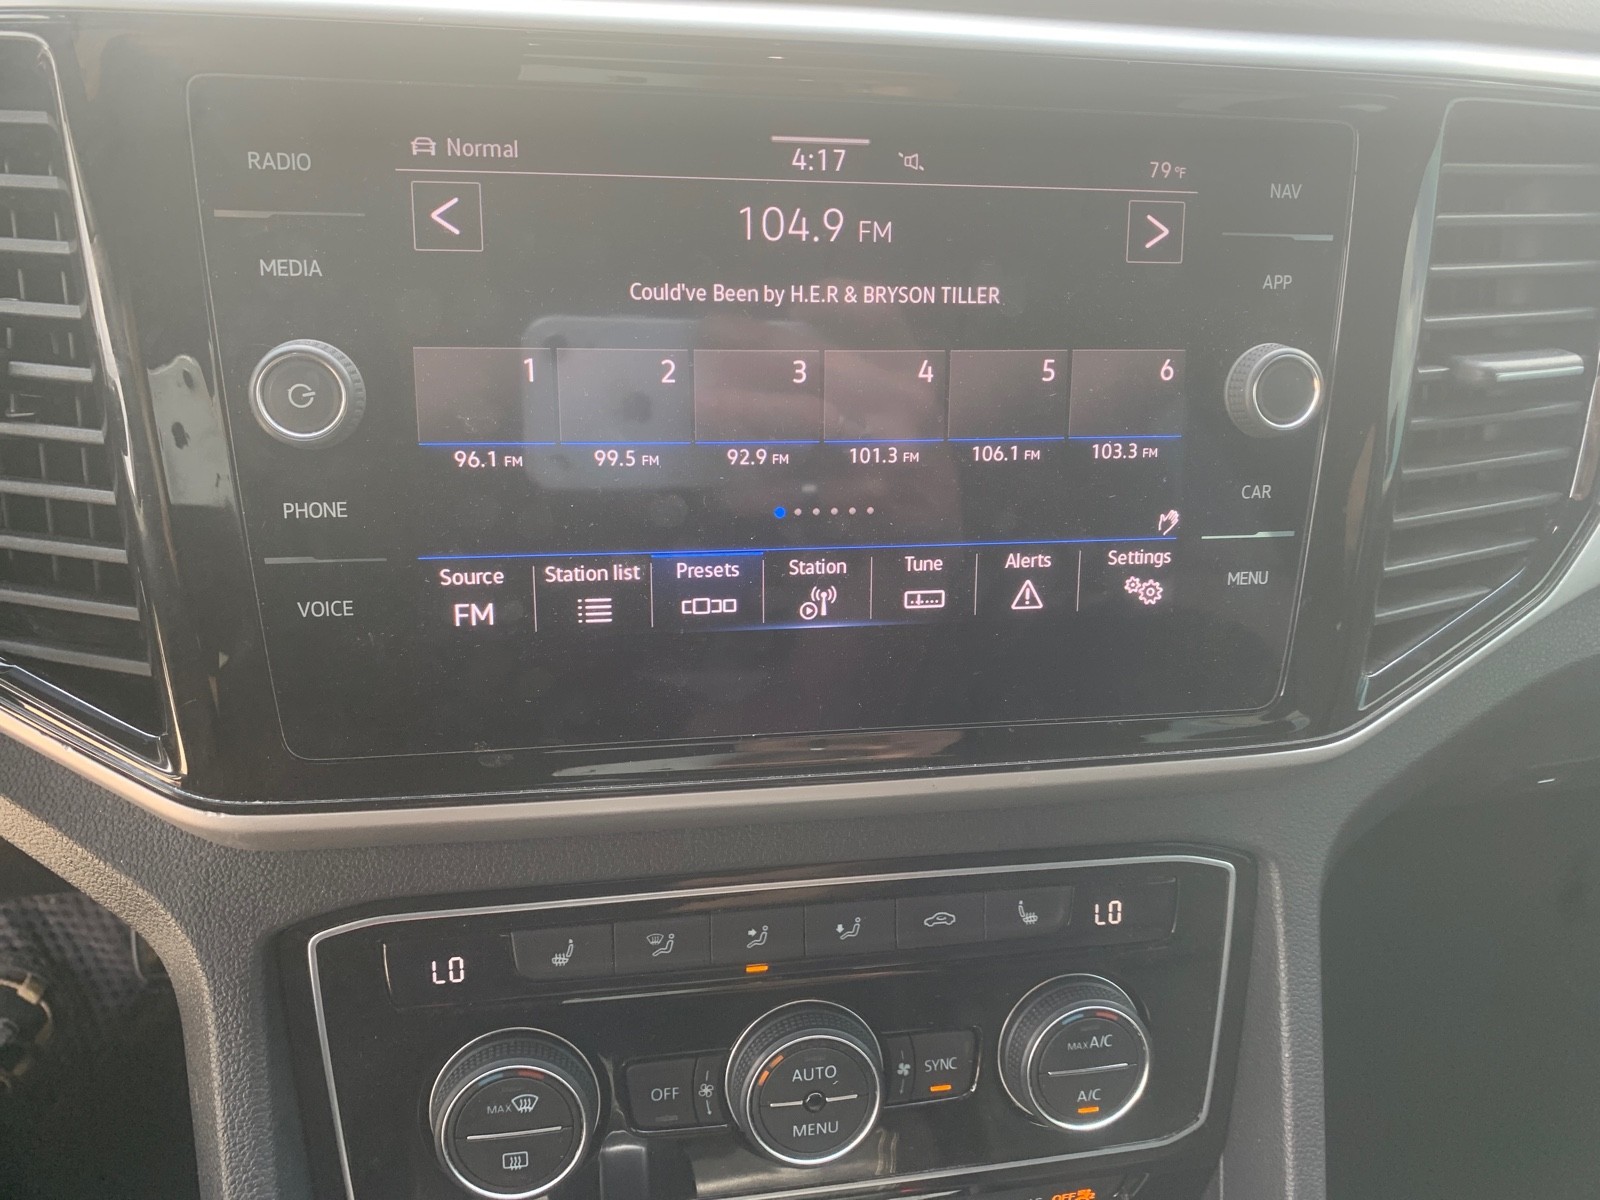 RADIO
MEDIA
PHONE
VOICE
Normal
4:17
79 °F
< 104.9 FM >
Could've Been by H.E.R & BRYSON TILLER
1 2 3 4 5 6
96.1 FM 99.5 FM 92.9 FM 101.3 FM 106.1 FM 103.3 FM
Source Station list Presets Station Tune Alerts Settings
FM
NAV
APP
CAR
MENU
LO LO
MAX
OFF
AUTO
MENU
SYNC
MAX A/C
A/C
OFF